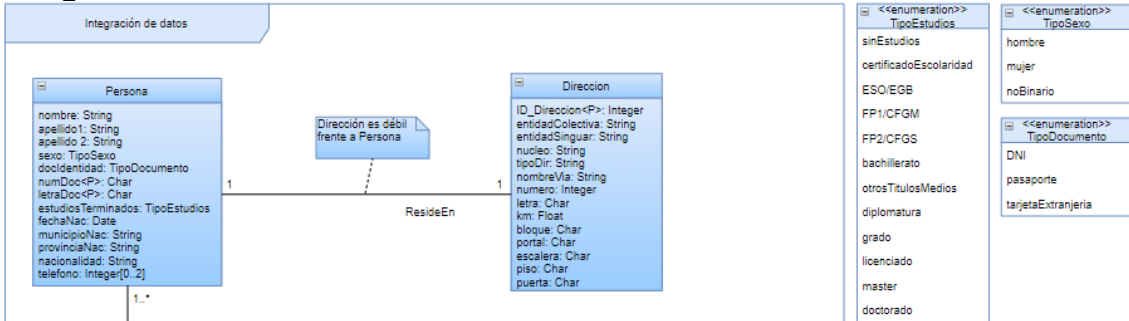 Integración de datos
Persona
nombre: String
apellido1: String
apellido 2: String
sexo: TipoSexo
docIdentidad: TipoDocumento
numDoc<P>: Char
letraDoc<P>: Char
estudiosTerminados: TipoEstudios
fechaNac: Date
municipioNac: String
provinciaNac: String
nacionalidad: String
telefono: Integer[0..2]
1..*
Dirección es débil
frente a Persona
1
1
ResideEn
Direccion
ID_Direccion<P>: Integer
entidadColectiva: String
entidadSinguar: String
nucleo: String
tipoDir: String
nombreVia: String
numero: Integer
letra: Char
km: Float
bloque: Char
portal: Char
escalera: Char
piso: Char
puerta: Char
<<enumeration>>
TipoEstudios
sinEstudios
certificadoEscolaridad
ESO/EGB
FP1/CFGM
FP2/CFGS
bachillerato
otrosTitulosMedios
diplomatura
grado
licenciado
master
doctorado
<<enumeration>>
TipoSexo
hombre
mujer
noBinario
<<enumeration>>
TipoDocumento
DNI
pasaporte
tarjetaExtranjeria